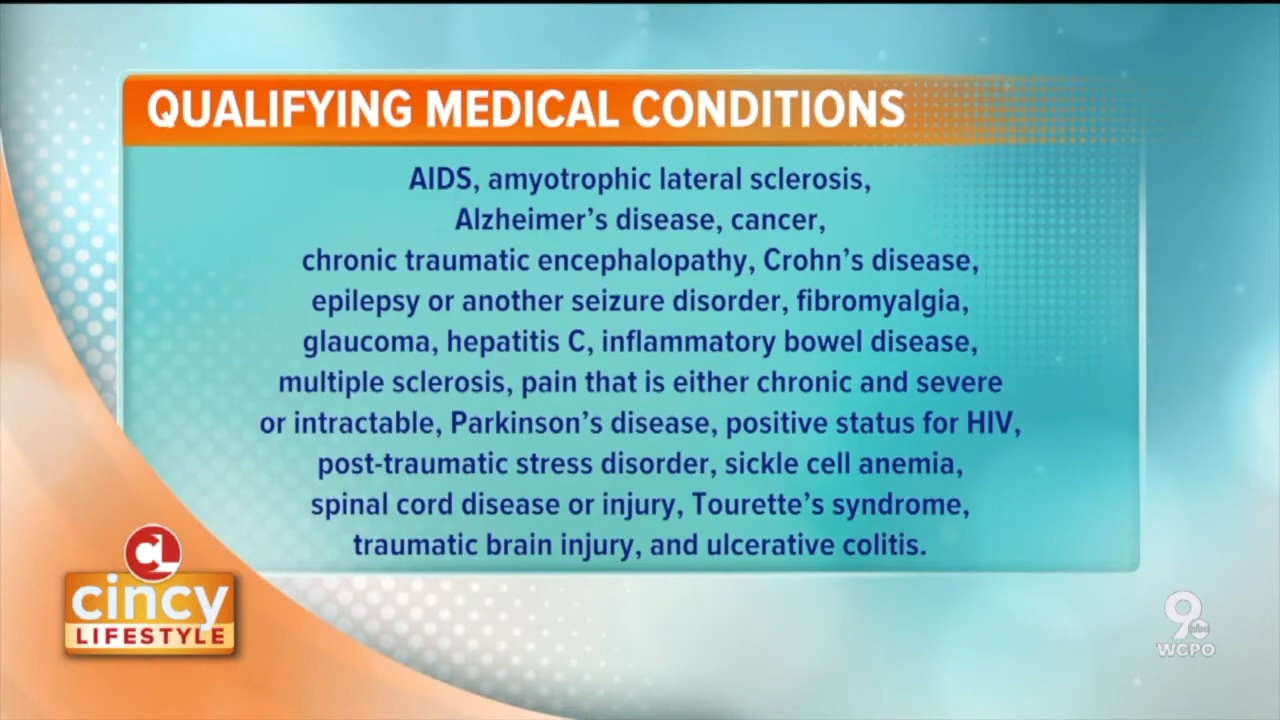 QUALIFYING MEDICAL CONDITIONS
AIDS, amyotrophic lateral sclerosis,
Alzheimer’s disease, cancer,
chronic traumatic encephalopathy, Crohn’s disease,
epilepsy or another seizure disorder, fibromyalgia,
glaucoma, hepatitis C, inflammatory bowel disease,
multiple sclerosis, pain that is either chronic and severe
or intractable, Parkinson’s disease, positive status for HIV,
post-traumatic stress disorder, sickle cell anemia,
spinal cord disease or injury, Tourette’s syndrome,
traumatic brain injury, and ulcerative colitis.
CL
cincy
LIFESTYLE
9 abc
WCPO